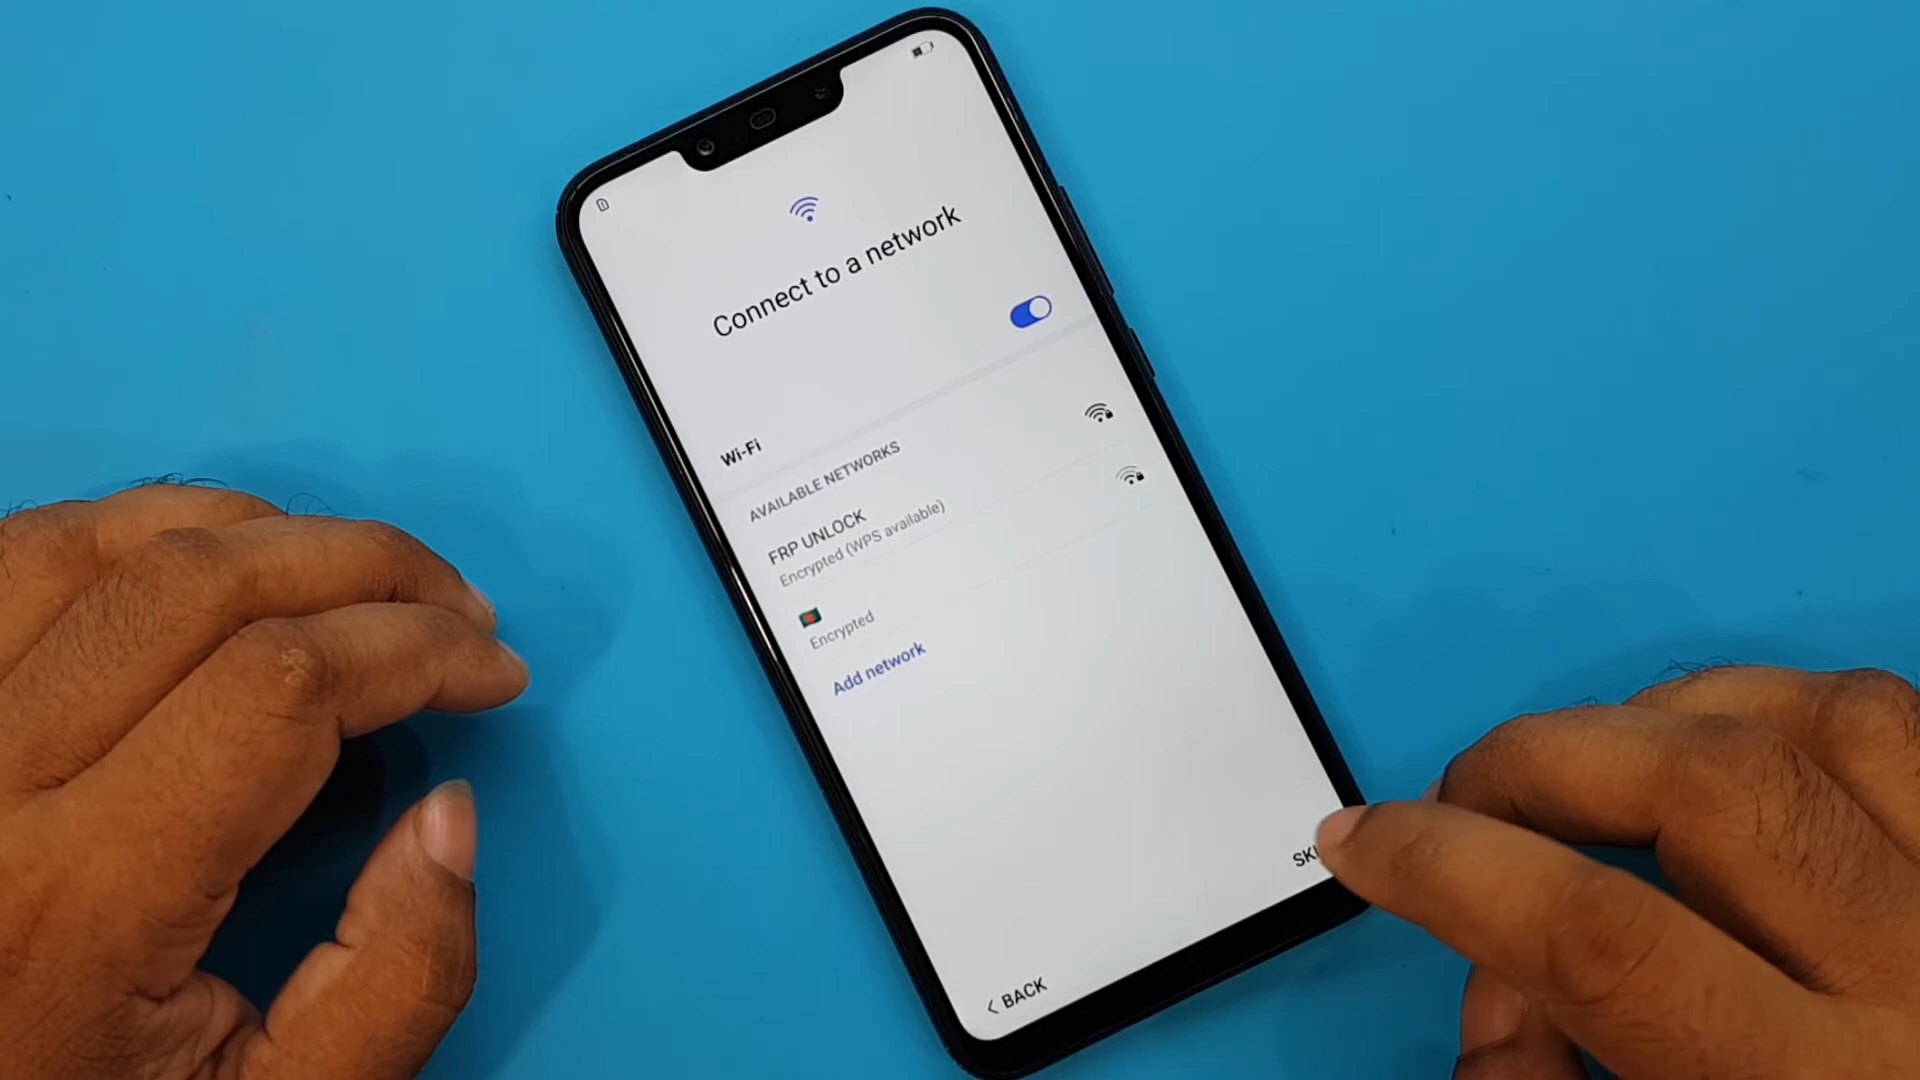 Connect to a network
Wi-Fi
AVAILABLE NETWORKS
FRP UNLOCK
Encrypted (WPS available)
Encrypted
Add network
< BACK